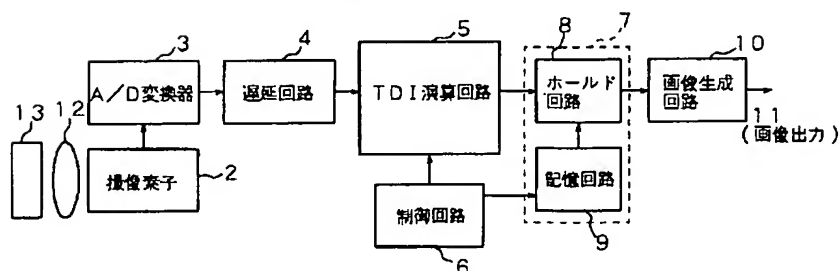 7
8
10
3
4
5
A/D変換器
遅延回路
TDI演算回路
ホールド
回路
画像生成
回路
13
12
11
(画像出力)
撮像素子
2
制御回路
記憶回路
6
9